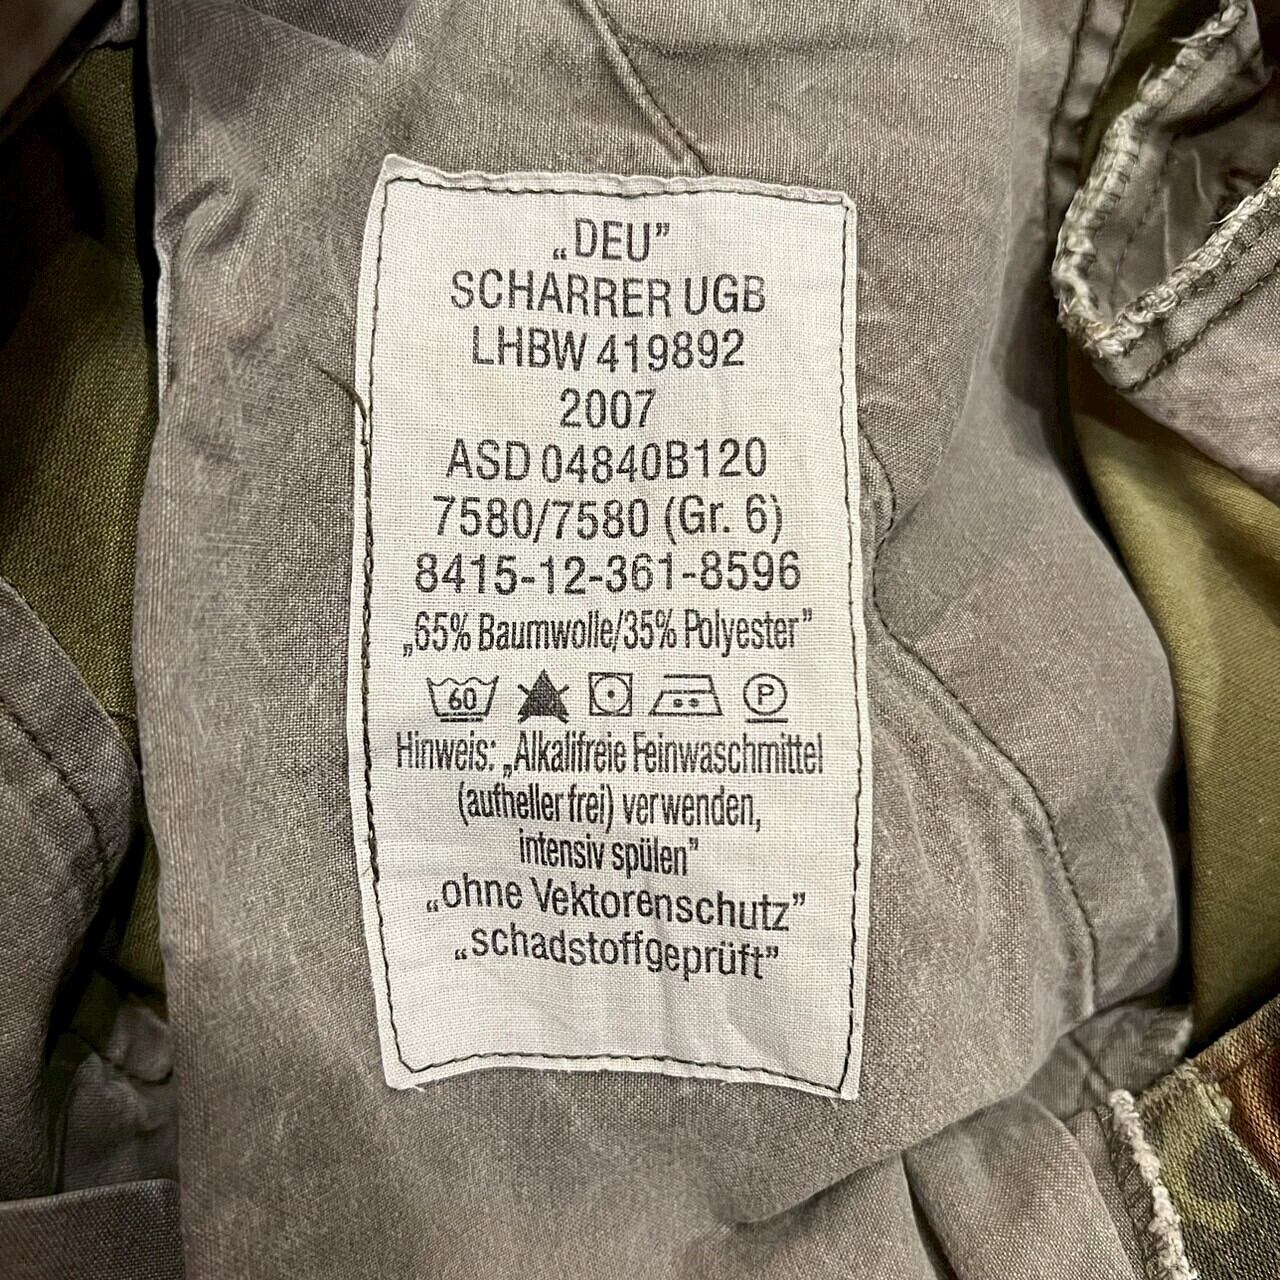 „DEU”
SCHARRER UGB
LHBW 419892
2007
ASD 04840B120
7580/7580 (Gr. 6)
8415-12-361-8596
„65% Baumwolle/35% Polyester”
60 P
Hinweis: „Alkalifreie Feinwaschmittel
(aufheller frei) verwenden,
intensiv spülen”
„ohne Vektorenschutz”
„schadstoffgeprüft”